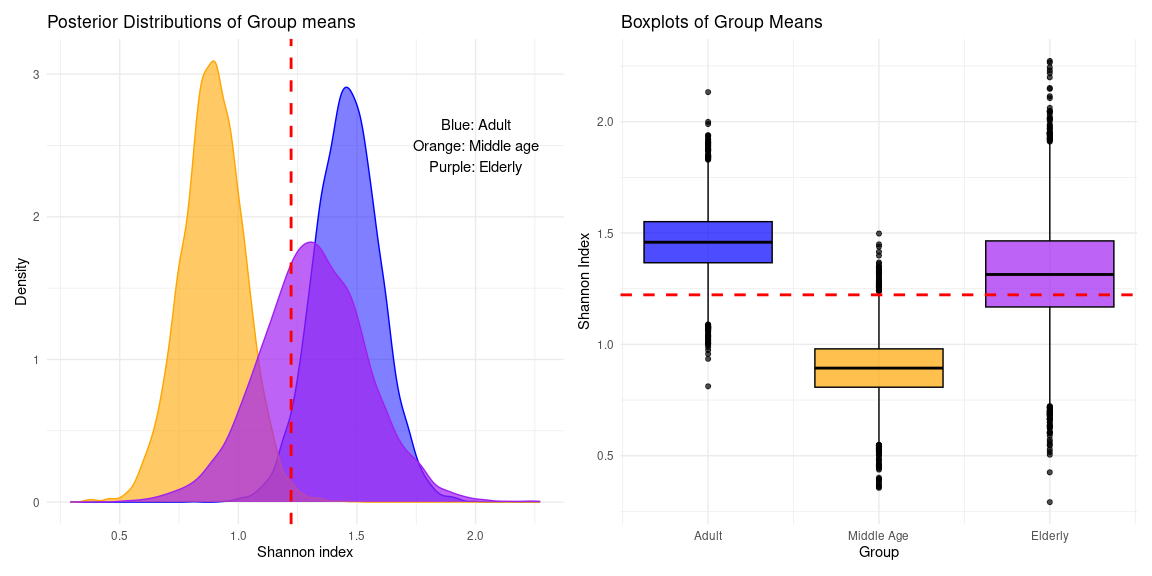 Posterior Distributions of Group means
3
2
1
0
Density
0.5
1.0
1.5
2.0
Shannon index
Blue: Adult
Orange: Middle age
Purple: Elderly
Boxplots of Group Means
2.0
1.5
1.0
0.5
Shannon Index
Adult
Middle Age
Elderly
Group